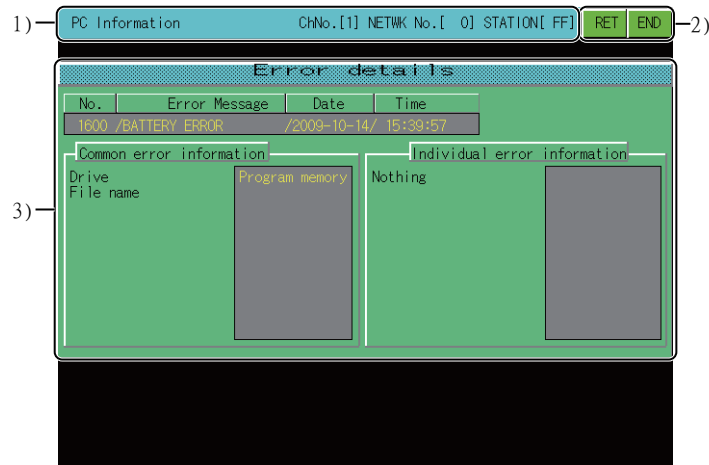 1) PC Information ChNo.[1] NETWK No.[ 0] STATION[ FF] RET END 2)
Error details
No. Error Message Date Time
1600 /BATTERY ERROR /2009-10-14/ 15:39:57
Common error information Individual error information
Drive Program memory Nothing
File name
3)